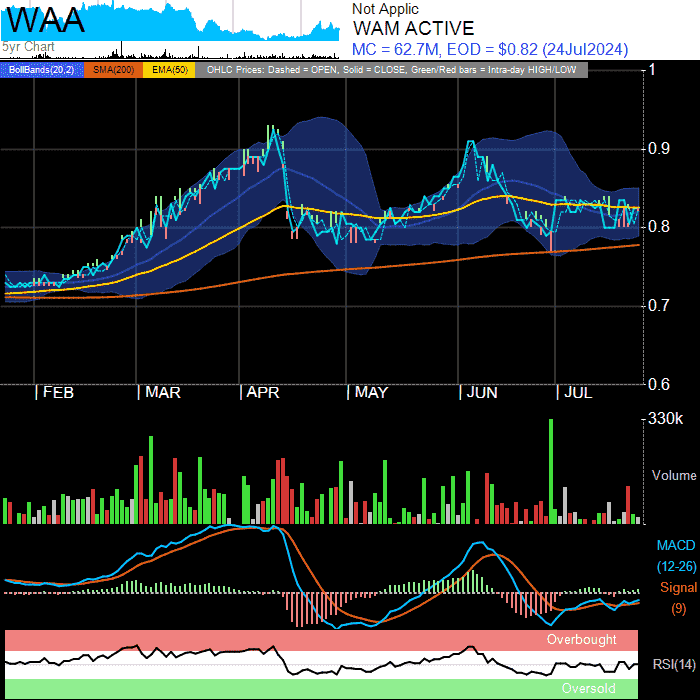 WAA
5yr Chart
Not Applic
WAM ACTIVE
MC = 62.7M, EOD = $0.82 (24Jul2024)
BollBands(20,2) SMA(200) EMA(50) OHLC Prices: Dashed = OPEN, Solid = CLOSE, Green/Red bars = Intra-day HIGH/LOW
1
0.9
0.8
0.7
0.6
FEB MAR APR MAY JUN JUL
330k
Volume
MACD
(12-26)
Signal
(9)
Overbought
RSI(14)
Oversold